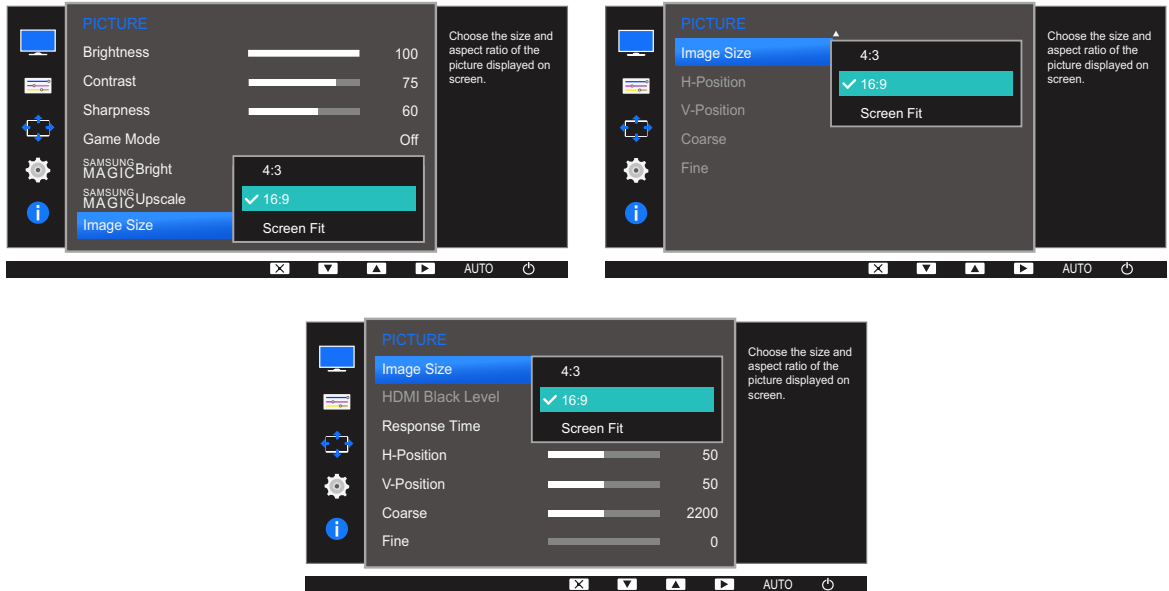 PICTURE
Brightness 100
Contrast 75
Sharpness 60
Game Mode Off
SAMSUNG
MAGIC Bright
SAMSUNG
MAGIC Upscale
Image Size
4:3
16:9
Screen Fit
Choose the size and
aspect ratio of the
picture displayed on
screen.
AUTO
PICTURE
Image Size
H-Position
V-Position
Coarse
Fine
4:3
16:9
Screen Fit
Choose the size and
aspect ratio of the
picture displayed on
screen.
AUTO
PICTURE
Image Size
HDMI Black Level
Response Time
4:3
16:9
Screen Fit
H-Position 50
V-Position 50
Coarse 2200
Fine 0
Choose the size and
aspect ratio of the
picture displayed on
screen.
AUTO